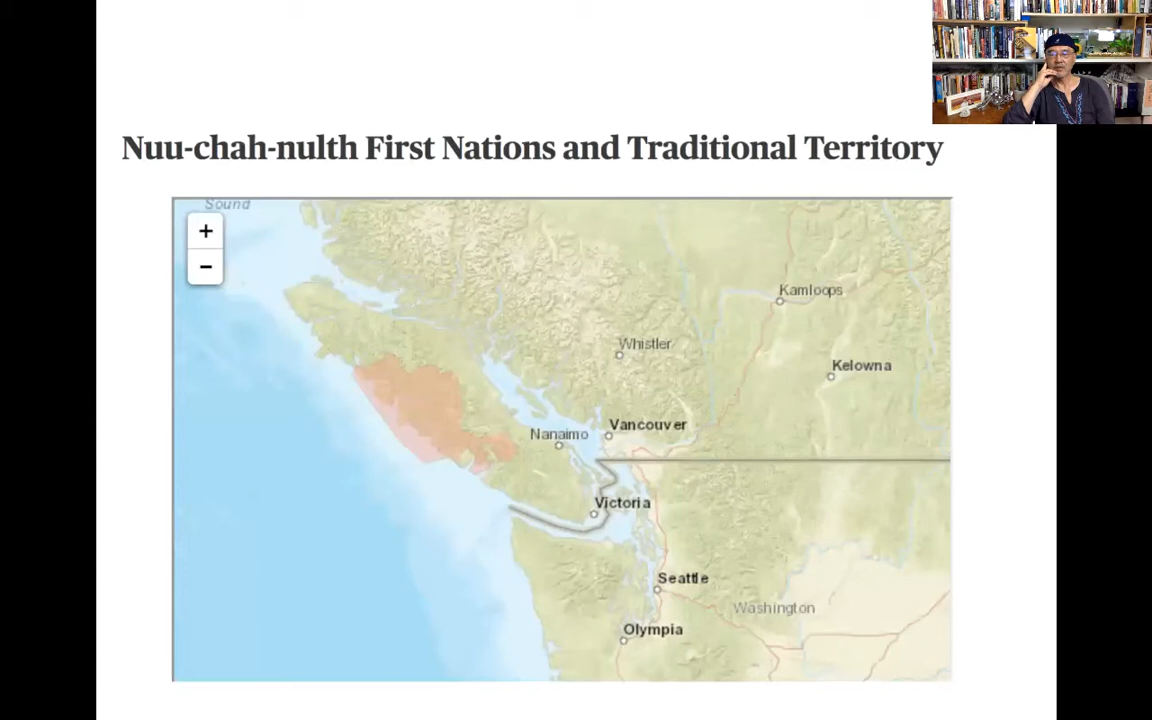 Nuu-chah-nulth First Nations and Traditional Territory
Sound
+
−
Kamloops
Whistler
Kelowna
Vancouver
Nanaimo
Victoria
Seattle
Washington
Olympia